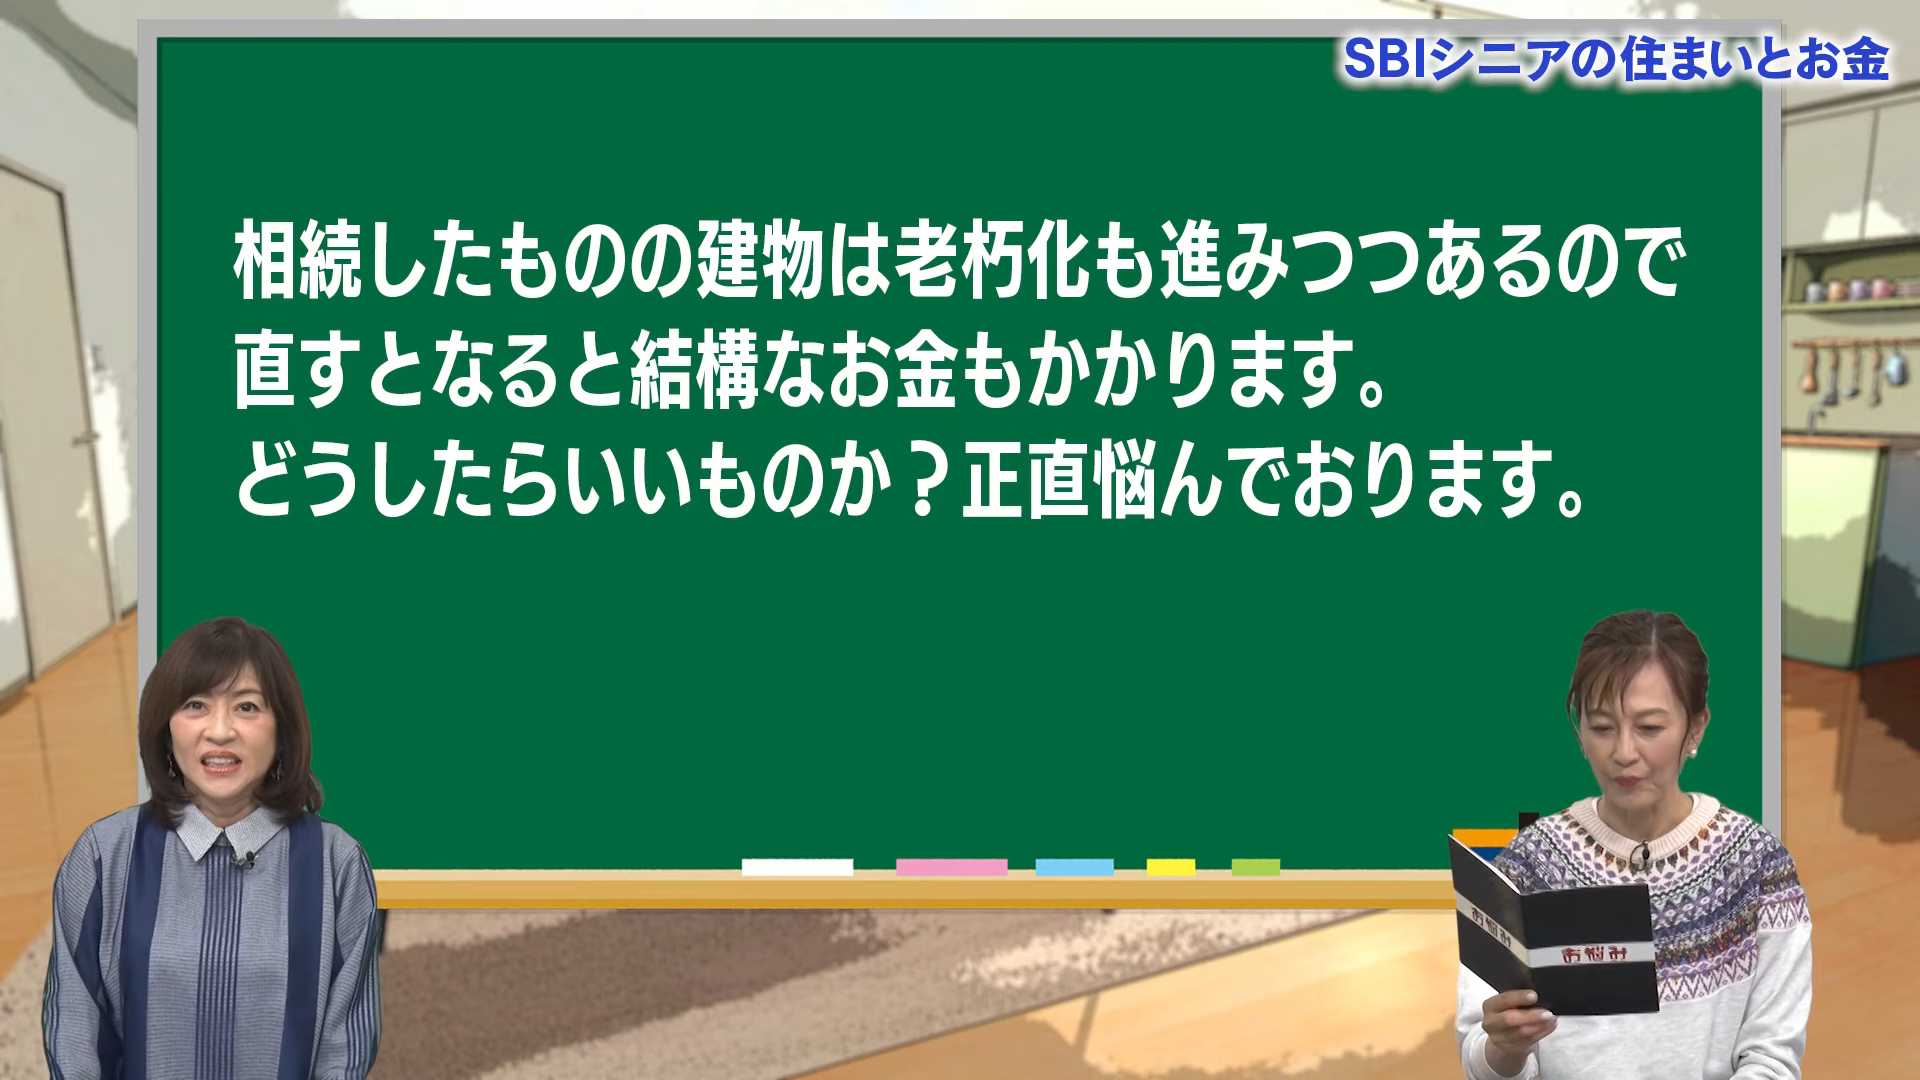 SBIシニアの住まいとお金
相続したものの建物は老朽化も進みつつあるので
直すとなると結構なお金もかかります。
どうしたらいいものか？正直悩んでおります。
お悩み
お悩み